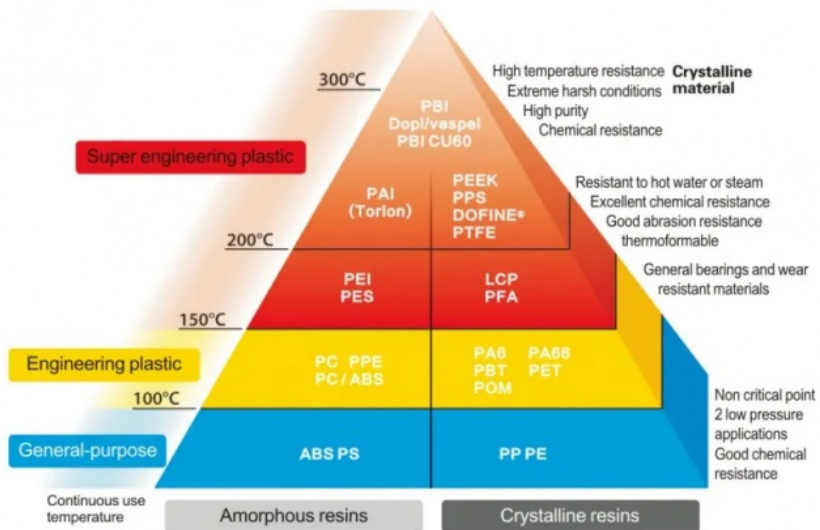 300°C
High temperature resistance
Crystalline
material
Extreme harsh conditions
High purity
Chemical resistance
PBI
Dopl/vespel
PBI CU60
Super engineering plastic
PAI
(Torlon)
PEEK
PPS
DOFINE®
PTFE
Resistant to hot water or steam
Excellent chemical resistance
Good abrasion resistance
thermoformable
200°C
PEI
PES
LCP
PFA
General bearings and wear
resistant materials
150°C
Engineering plastic
PC PPE
PC / ABS
PA6 PA66
PBT PET
POM
100°C
Non critical point
2 low pressure
applications
Good chemical
resistance
General-purpose
ABS PS
PP PE
Continuous use
temperature
Amorphous resins
Crystalline resins